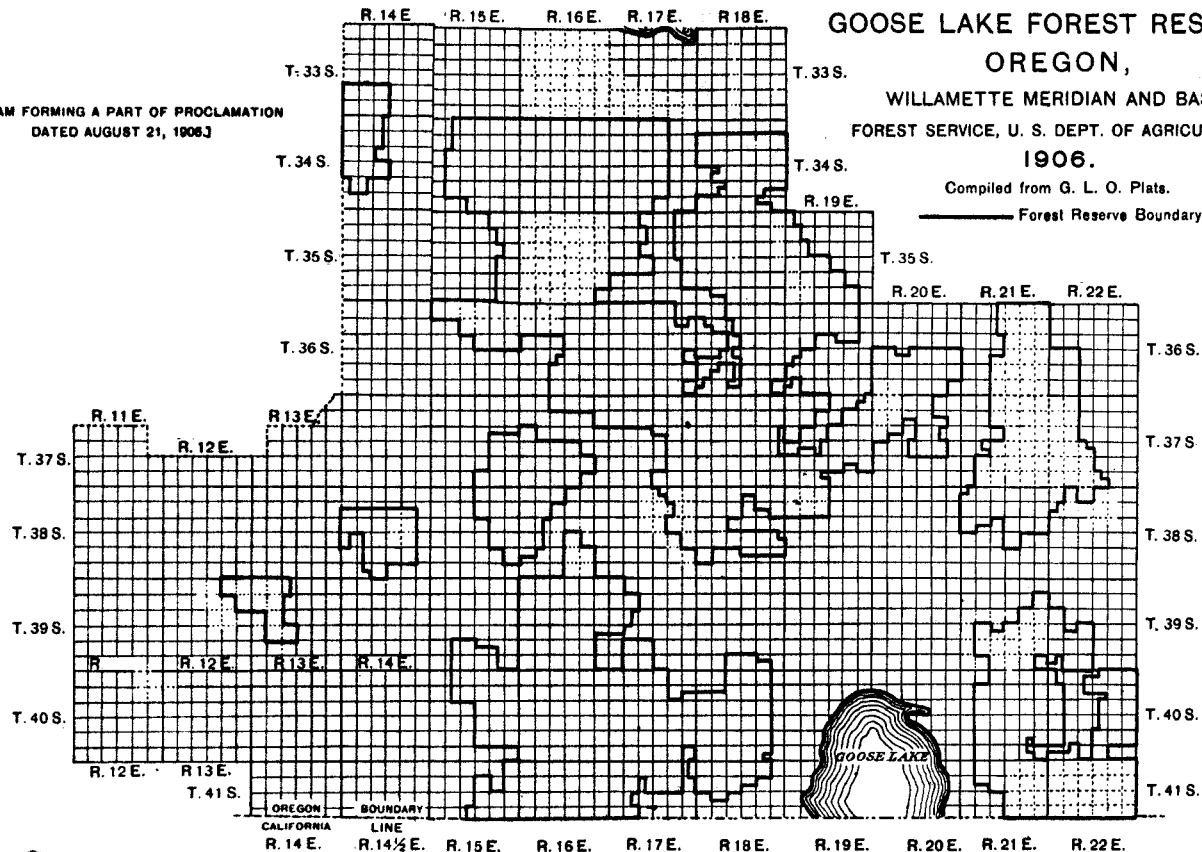 R. 14 E R. 15 E. R. 16 E. R. 17 E. R 18 E.
GOOSE LAKE FOREST RES
OREGON,
WILLAMETTE MERIDIAN AND BA
FOREST SERVICE, U. S. DEPT. OF AGRICU
1906.
Compiled from G. L. O. Plats.
Forest Reserve Boundary
AM FORMING A PART OF PROCLAMATION
DATED AUGUST 21, 1906.]
T. 33 S. T. 33 S.
T. 34 S. T. 34 S.
R. 19 E.
T. 35 S. T. 35 S.
R. 20 E. R. 21 E. R. 22 E.
T. 36 S. T. 36 S.
R. 11 E. R 13 E.
R. 12 E.
T. 37 S. T. 37 S.
T. 38 S. T. 38 S.
T. 39 S. T. 39 S.
R R. 12 E. R 13 E. R. 14 E.
T. 40 S. T. 40 S.
GOOSE LAKE
R. 12 E. R 13 E.
T. 41 S. T. 41 S.
OREGON BOUNDARY
CALIFORNIA LINE
R. 14 E. R. 14½ E. R. 15 E. R. 16 E. R. 17 E. R. 18 E. R. 19 E. R. 20 E. R. 21 E. R. 22 E.